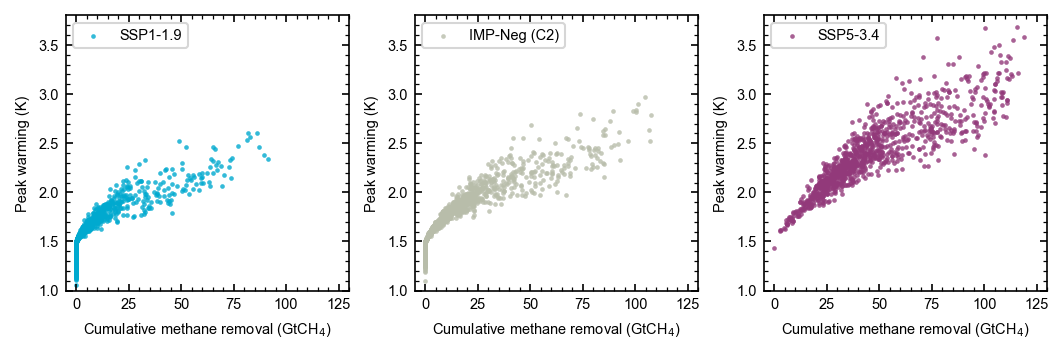 SSP1-1.9
3.5
3.0
2.5
2.0
1.5
1.0
Peak warming (K)
0 25 50 75 100 125
Cumulative methane removal (GtCH₄)
IMP-Neg (C2)
3.5
3.0
2.5
2.0
1.5
1.0
Peak warming (K)
0 25 50 75 100 125
Cumulative methane removal (GtCH₄)
SSP5-3.4
3.5
3.0
2.5
2.0
1.5
1.0
Peak warming (K)
0 25 50 75 100 125
Cumulative methane removal (GtCH₄)